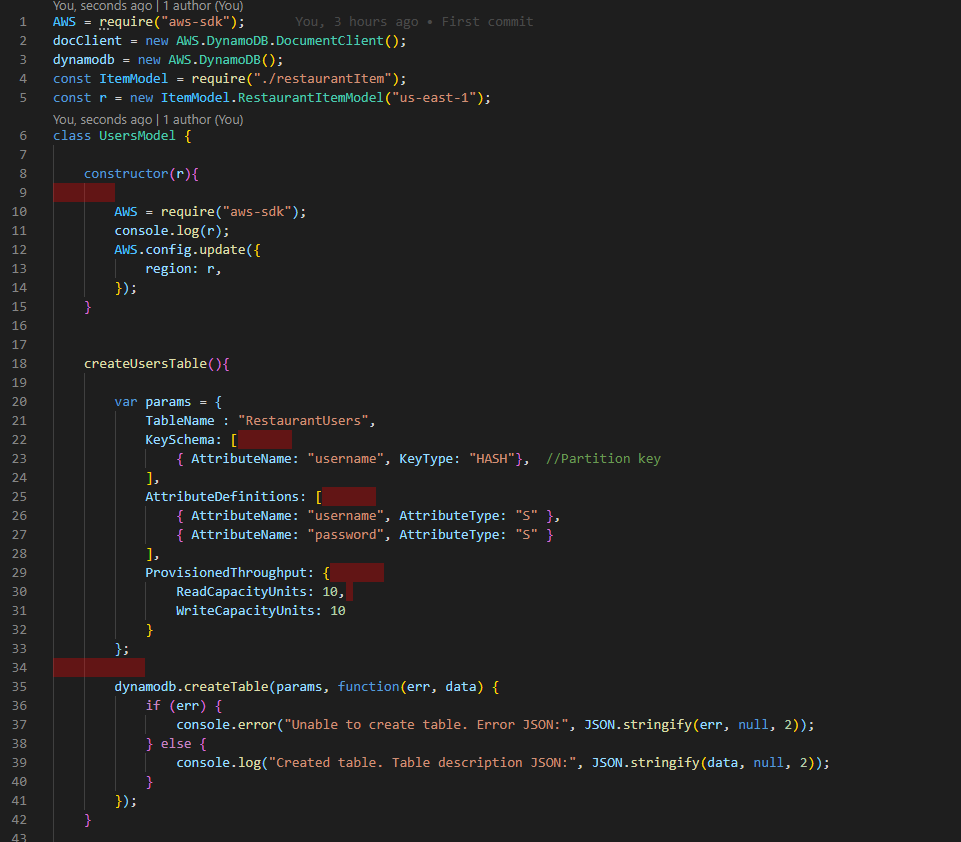 You, seconds ago | 1 author (You)
1 AWS = require("aws-sdk"); You, 3 hours ago • First commit
2 docClient = new AWS.DynamoDB.DocumentClient();
3 dynamodb = new AWS.DynamoDB();
4 const ItemModel = require("./restaurantItem");
5 const r = new ItemModel.RestaurantItemModel("us-east-1");
You, seconds ago | 1 author (You)
6 class UsersModel {
7
8 constructor(r){
9
10 AWS = require("aws-sdk");
11 console.log(r);
12 AWS.config.update({
13 region: r,
14 });
15 }
16
17
18 createUsersTable(){
19
20 var params = {
21 TableName : "RestaurantUsers",
22 KeySchema: [
23 { AttributeName: "username", KeyType: "HASH"}, //Partition key
24 ],
25 AttributeDefinitions: [
26 { AttributeName: "username", AttributeType: "S" },
27 { AttributeName: "password", AttributeType: "S" }
28 ],
29 ProvisionedThroughput: {
30 ReadCapacityUnits: 10,
31 WriteCapacityUnits: 10
32 }
33 };
34
35 dynamodb.createTable(params, function(err, data) {
36 if (err) {
37 console.error("Unable to create table. Error JSON:", JSON.stringify(err, null, 2));
38 } else {
39 console.log("Created table. Table description JSON:", JSON.stringify(data, null, 2));
40 }
41 });
42 }
43